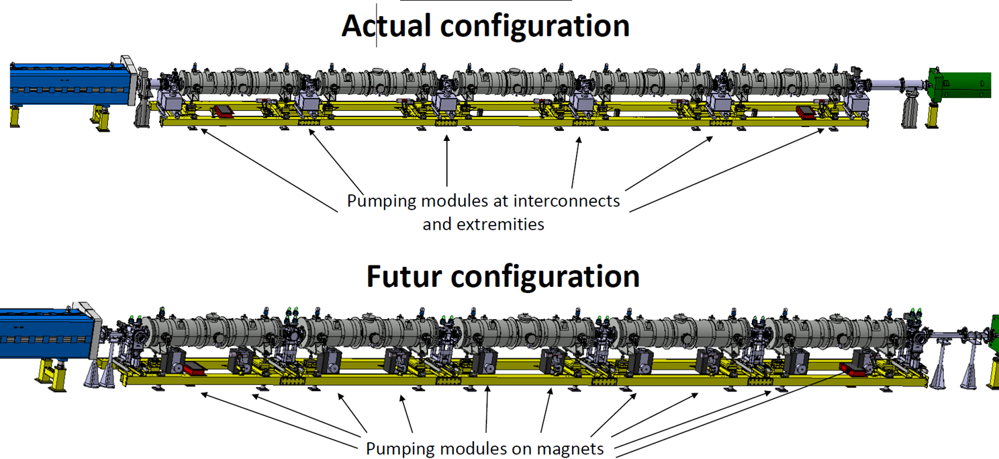 Actual configuration
Pumping modules at interconnects
and extremities
Futur configuration
Pumping modules on magnets